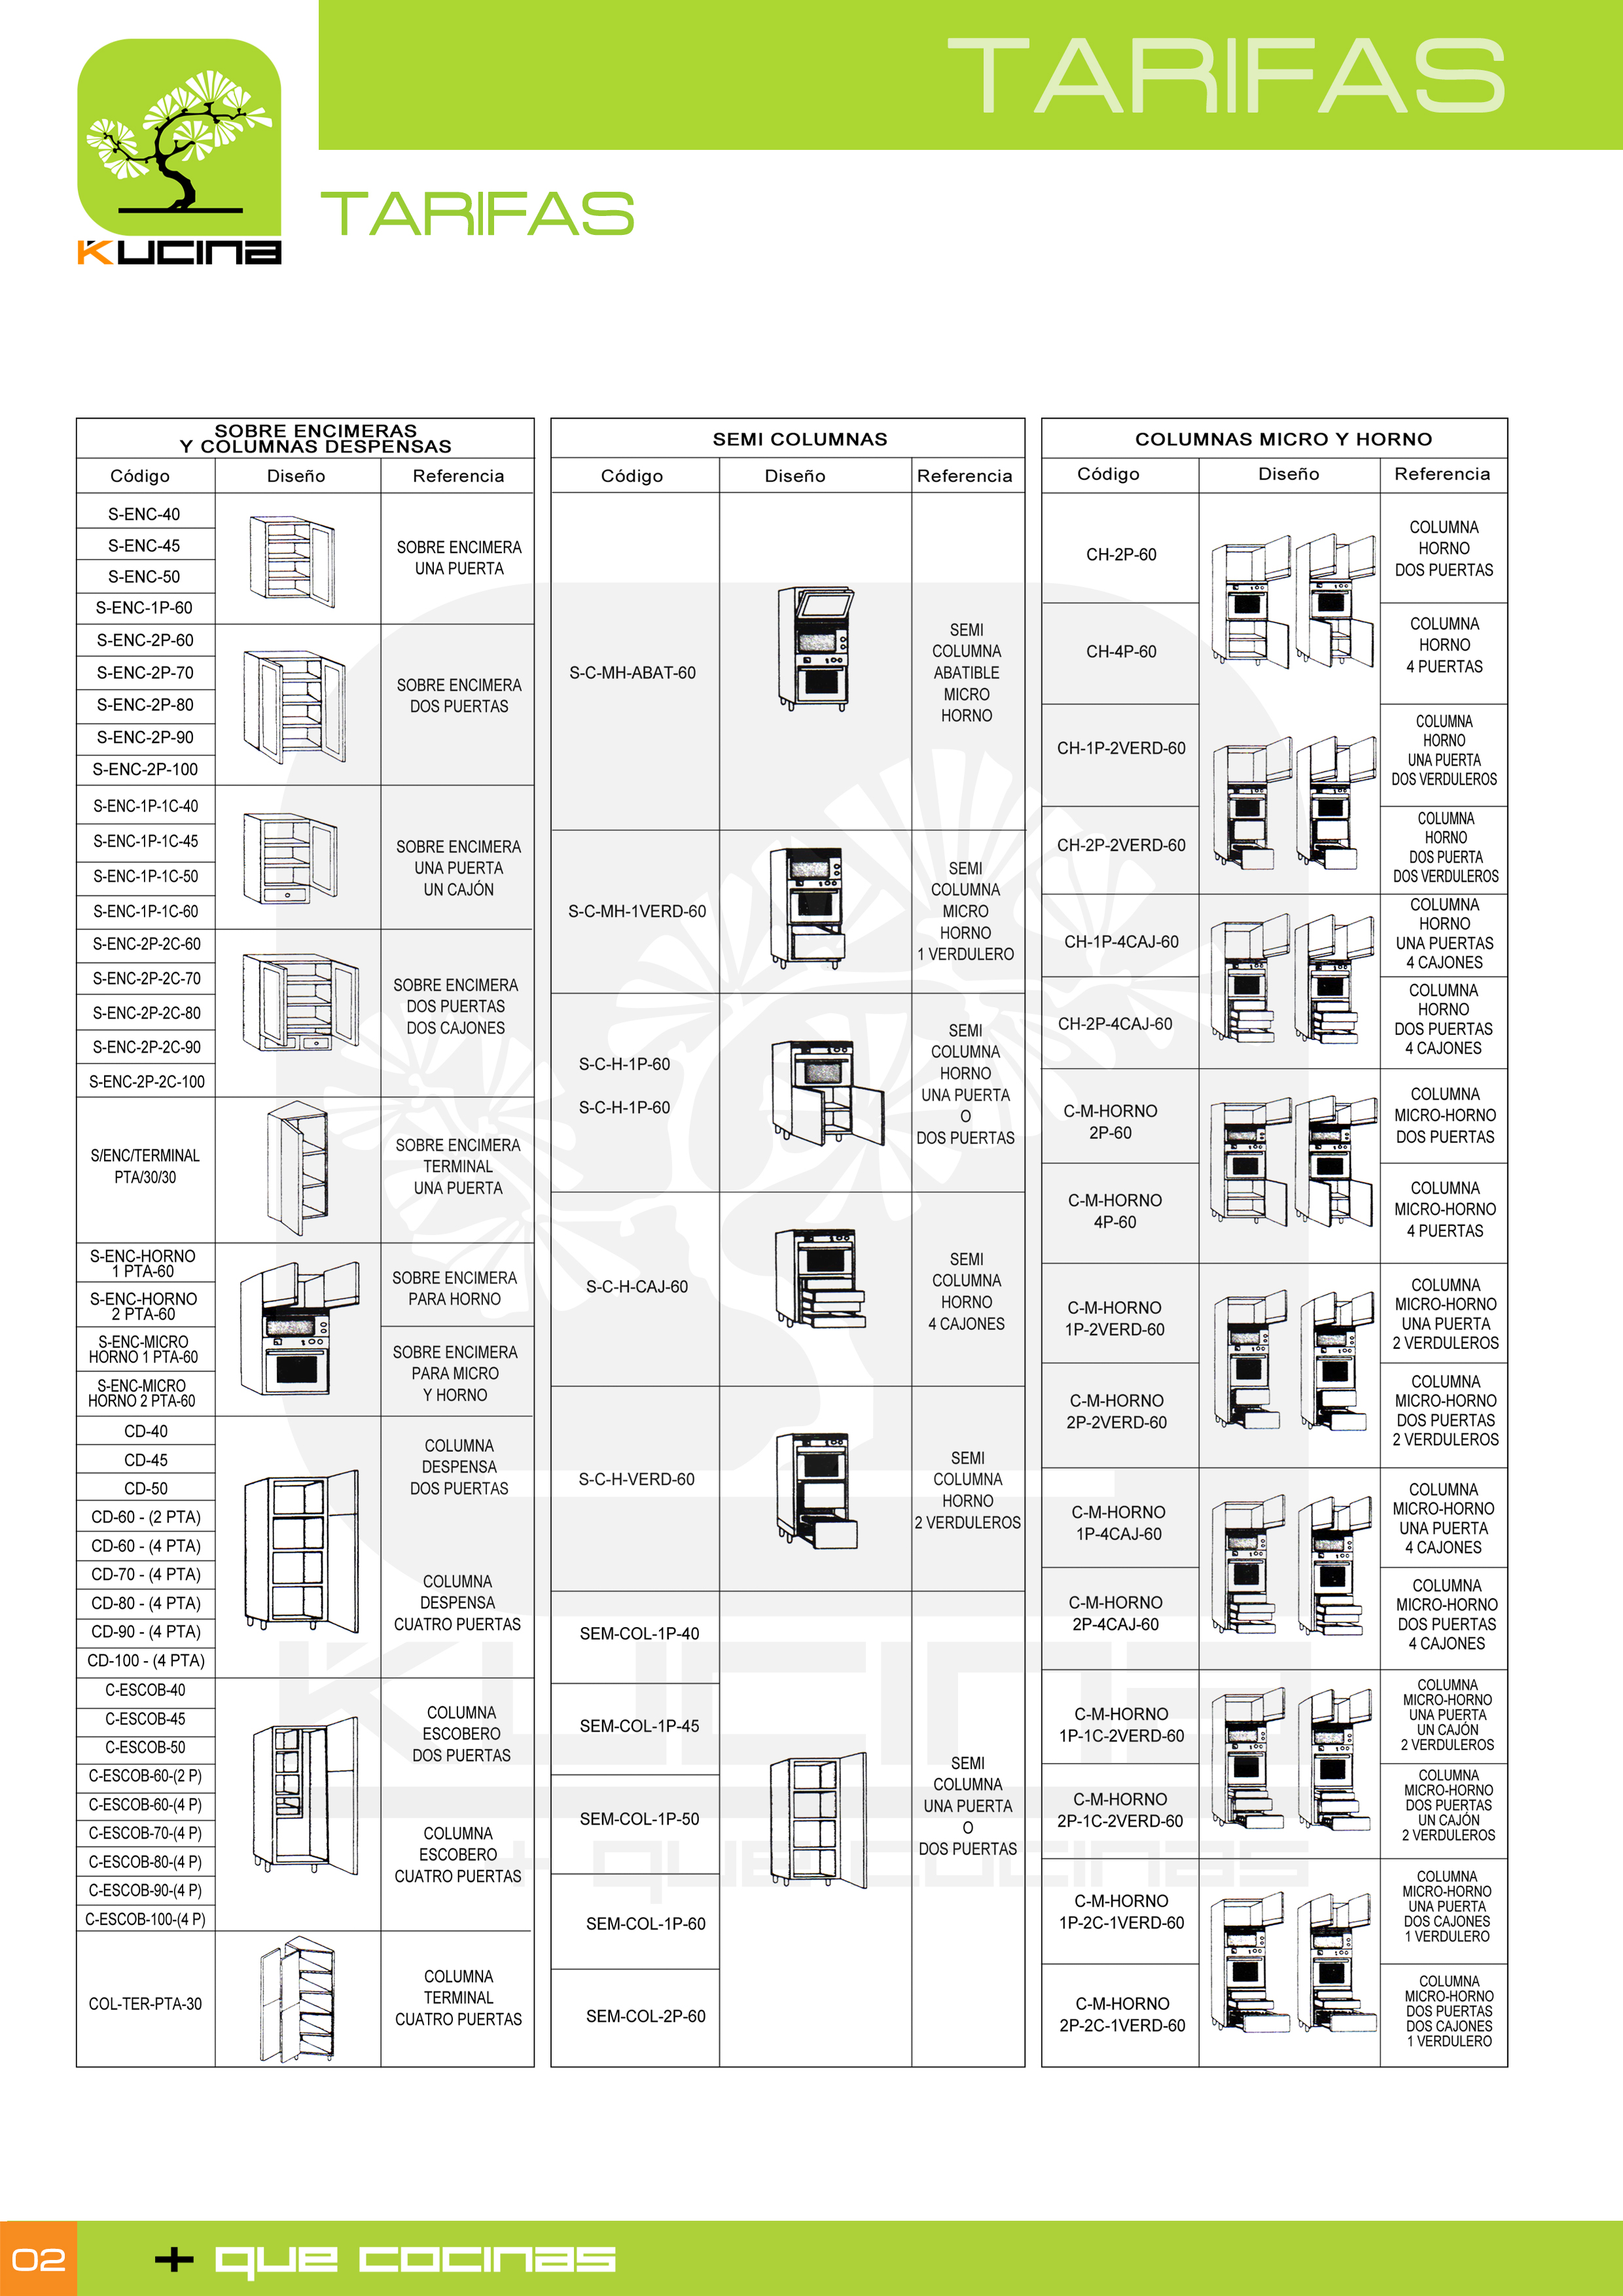 TARIFAS
TARIFAS
KUCINA
SOBRE ENCIMERAS
Y COLUMNAS DESPENSAS
Código
Diseño
Referencia
S-ENC-40
S-ENC-45
S-ENC-50
S-ENC-1P-60
SOBRE ENCIMERA
UNA PUERTA
S-ENC-2P-60
S-ENC-2P-70
S-ENC-2P-80
S-ENC-2P-90
S-ENC-2P-100
SOBRE ENCIMERA
DOS PUERTAS
S-ENC-1P-1C-40
S-ENC-1P-1C-45
S-ENC-1P-1C-50
S-ENC-1P-1C-60
SOBRE ENCIMERA
UNA PUERTA
UN CAJÓN
S-ENC-2P-2C-60
S-ENC-2P-2C-70
S-ENC-2P-2C-80
S-ENC-2P-2C-90
S-ENC-2P-2C-100
SOBRE ENCIMERA
DOS PUERTAS
DOS CAJONES
S/ENC/TERMINAL
PTA/30/30
SOBRE ENCIMERA
TERMINAL
UNA PUERTA
S-ENC-HORNO
1 PTA-60
S-ENC-HORNO
2 PTA-60
SOBRE ENCIMERA
PARA HORNO
S-ENC-MICRO
HORNO 1 PTA-60
S-ENC-MICRO
HORNO 2 PTA-60
SOBRE ENCIMERA
PARA MICRO
Y HORNO
CD-40
CD-45
CD-50
CD-60 - (2 PTA)
CD-60 - (4 PTA)
CD-70 - (4 PTA)
CD-80 - (4 PTA)
CD-90 - (4 PTA)
CD-100 - (4 PTA)
COLUMNA
DESPENSA
DOS PUERTAS
COLUMNA
DESPENSA
CUATRO PUERTAS
C-ESCOB-40
C-ESCOB-45
C-ESCOB-50
C-ESCOB-60-(2 P)
C-ESCOB-60-(4 P)
C-ESCOB-70-(4 P)
C-ESCOB-80-(4 P)
C-ESCOB-90-(4 P)
C-ESCOB-100-(4 P)
COLUMNA
ESCOBERO
DOS PUERTAS
COLUMNA
ESCOBERO
CUATRO PUERTAS
COL-TER-PTA-30
COLUMNA
TERMINAL
CUATRO PUERTAS
SEMI COLUMNAS
Código
Diseño
Referencia
S-C-MH-ABAT-60
SEMI
COLUMNA
ABATIBLE
MICRO
HORNO
S-C-MH-1VERD-60
SEMI
COLUMNA
MICRO
HORNO
1 VERDULERO
S-C-H-1P-60
S-C-H-1P-60
SEMI
COLUMNA
HORNO
UNA PUERTA
O
DOS PUERTAS
S-C-H-CAJ-60
SEMI
COLUMNA
HORNO
4 CAJONES
S-C-H-VERD-60
SEMI
COLUMNA
HORNO
2 VERDULEROS
SEM-COL-1P-40
SEM-COL-1P-45
SEM-COL-1P-50
SEM-COL-1P-60
SEM-COL-2P-60
SEMI
COLUMNA
UNA PUERTA
O
DOS PUERTAS
COLUMNAS MICRO Y HORNO
Código
Diseño
Referencia
CH-2P-60
COLUMNA
HORNO
DOS PUERTAS
CH-4P-60
COLUMNA
HORNO
4 PUERTAS
CH-1P-2VERD-60
COLUMNA
HORNO
UNA PUERTA
DOS VERDULEROS
CH-2P-2VERD-60
COLUMNA
HORNO
DOS PUERTA
DOS VERDULEROS
CH-1P-4CAJ-60
COLUMNA
HORNO
UNA PUERTAS
4 CAJONES
CH-2P-4CAJ-60
COLUMNA
HORNO
DOS PUERTAS
4 CAJONES
C-M-HORNO
2P-60
COLUMNA
MICRO-HORNO
DOS PUERTAS
C-M-HORNO
4P-60
COLUMNA
MICRO-HORNO
4 PUERTAS
C-M-HORNO
1P-2VERD-60
COLUMNA
MICRO-HORNO
UNA PUERTA
2 VERDULEROS
C-M-HORNO
2P-2VERD-60
COLUMNA
MICRO-HORNO
DOS PUERTAS
2 VERDULEROS
C-M-HORNO
1P-4CAJ-60
COLUMNA
MICRO-HORNO
UNA PUERTA
4 CAJONES
C-M-HORNO
2P-4CAJ-60
COLUMNA
MICRO-HORNO
DOS PUERTAS
4 CAJONES
C-M-HORNO
1P-1C-2VERD-60
COLUMNA
MICRO-HORNO
UNA PUERTA
UN CAJÓN
2 VERDULEROS
C-M-HORNO
2P-1C-2VERD-60
COLUMNA
MICRO-HORNO
DOS PUERTAS
UN CAJÓN
2 VERDULEROS
C-M-HORNO
1P-2C-1VERD-60
COLUMNA
MICRO-HORNO
UNA PUERTA
DOS CAJONES
1 VERDULERO
C-M-HORNO
2P-2C-1VERD-60
COLUMNA
MICRO-HORNO
DOS PUERTAS
DOS CAJONES
1 VERDULERO
KUCINA
+ que cocinas
02
+ que cocinas